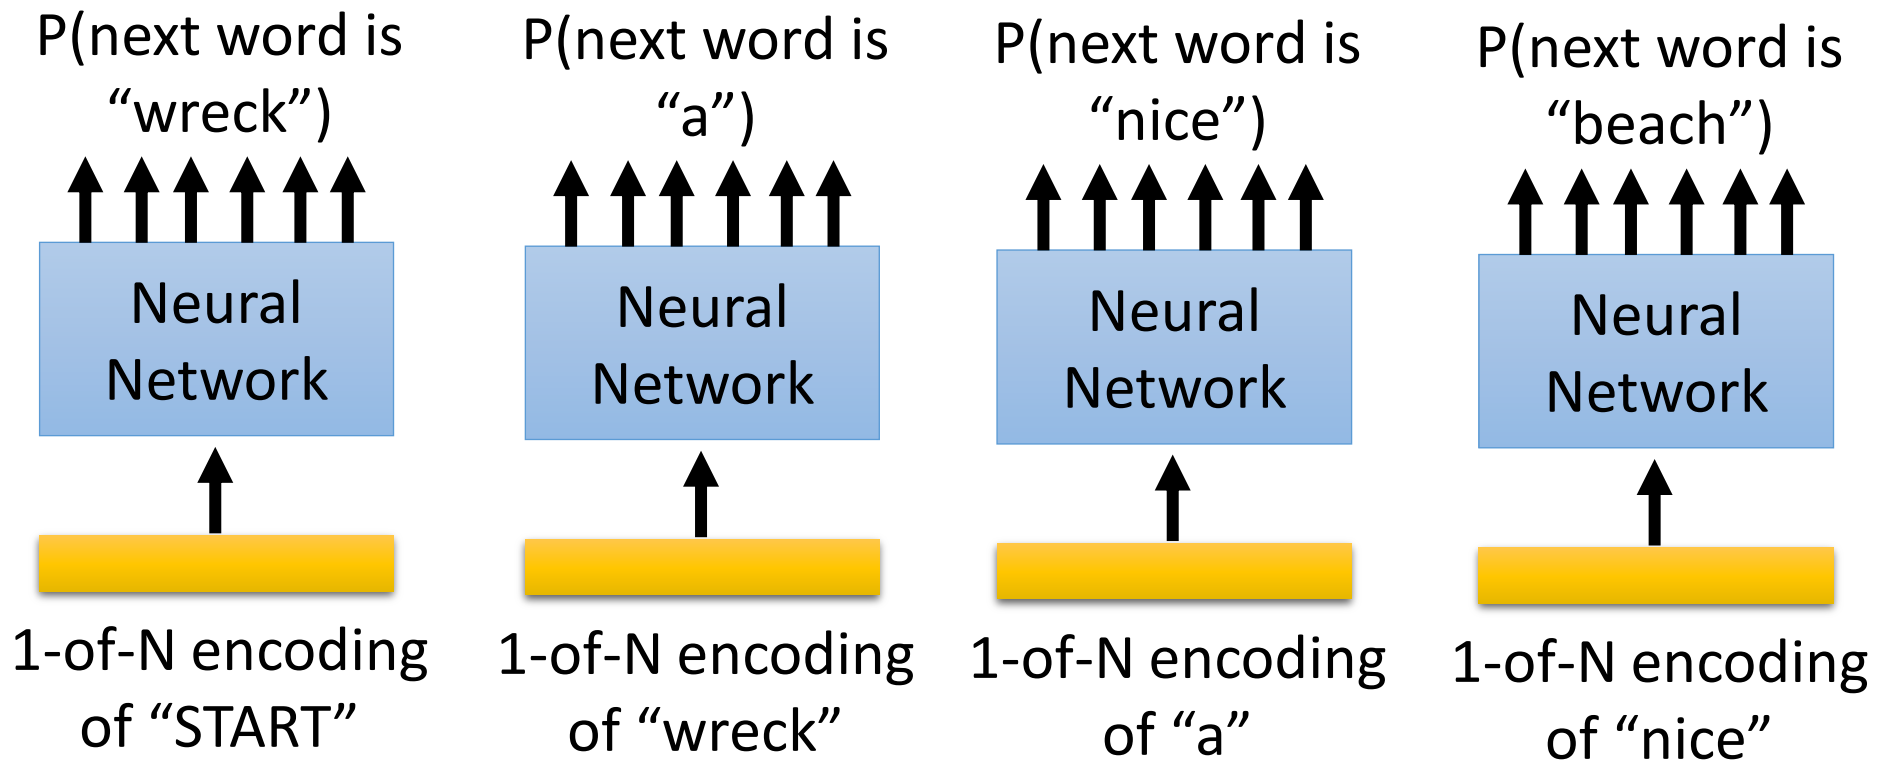 P(next word is
“wreck”)
P(next word is
“a”)
P(next word is
“nice”)
P(next word is
“beach”)
Neural
Network
Neural
Network
Neural
Network
Neural
Network
1-of-N encoding
of “START”
1-of-N encoding
of “wreck”
1-of-N encoding
of “a”
1-of-N encoding
of “nice”